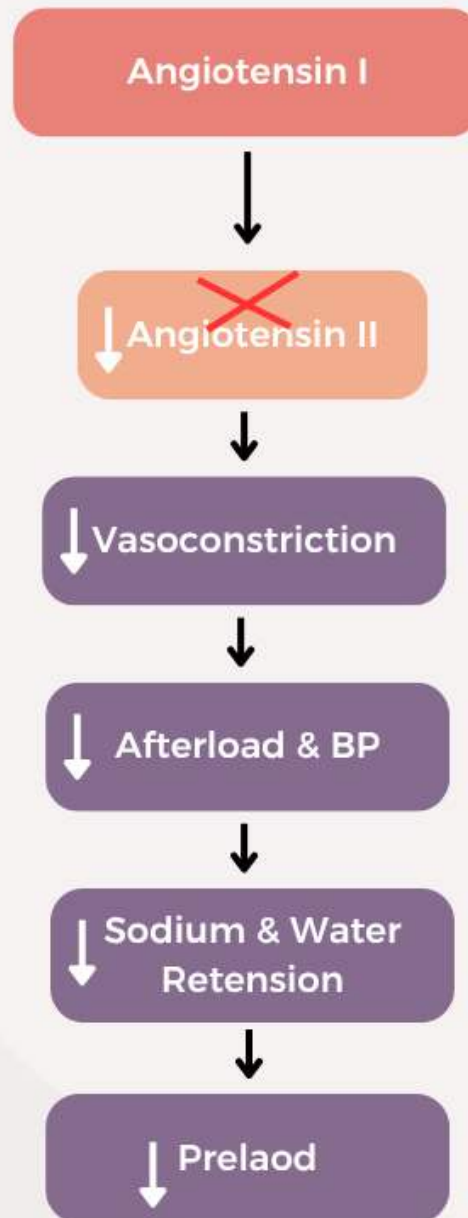 Angiotensin I
Angiotensin II
Vasoconstriction
Afterload & BP
Sodium & Water
Retension
Prelaod